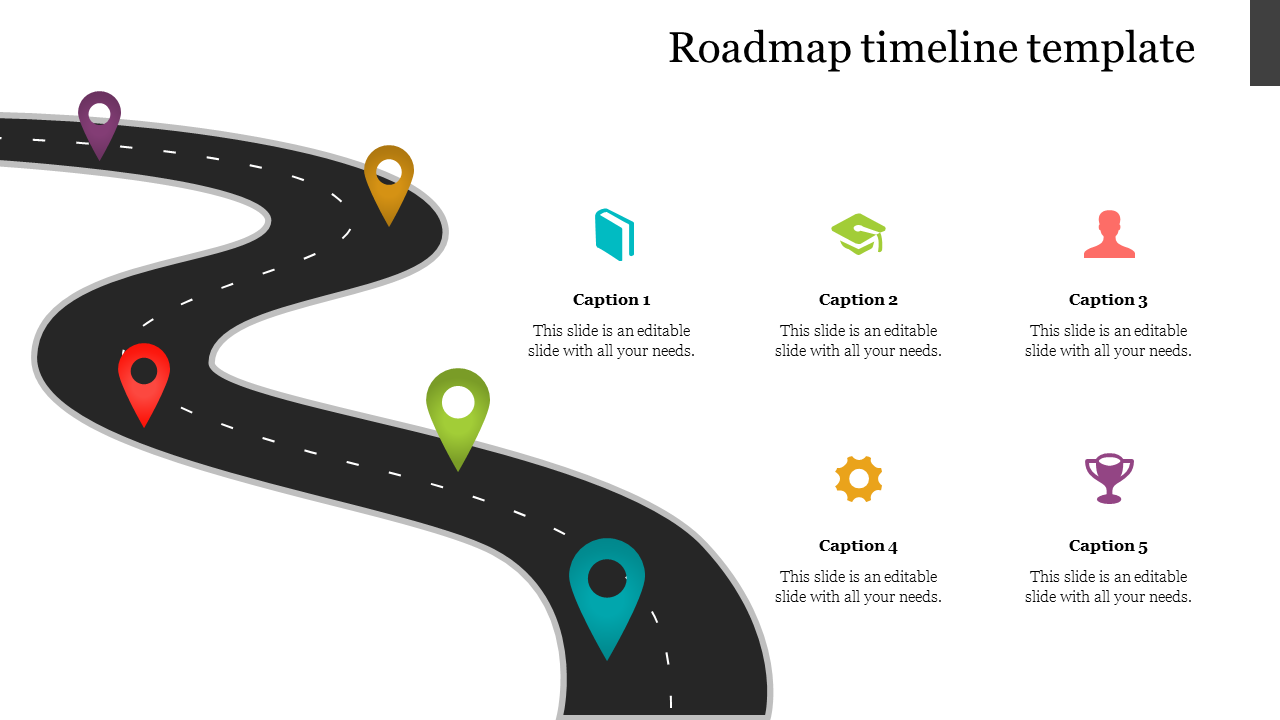 Roadmap timeline template
Caption 1
This slide is an editable
slide with all your needs.
Caption 2
This slide is an editable
slide with all your needs.
Caption 3
This slide is an editable
slide with all your needs.
Caption 4
This slide is an editable
slide with all your needs.
Caption 5
This slide is an editable
slide with all your needs.